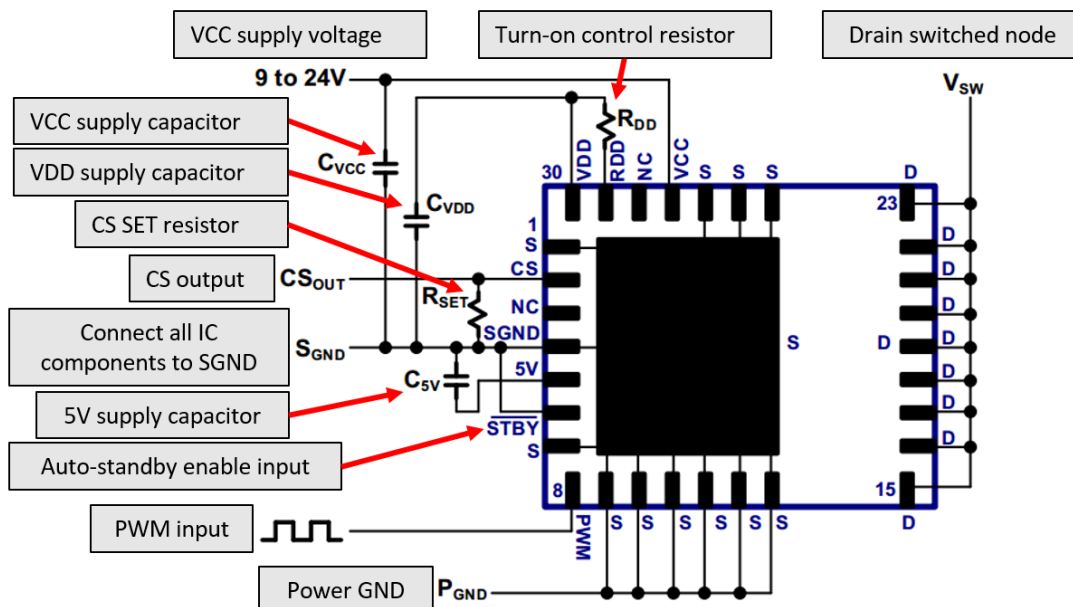 VCC supply voltage
Turn-on control resistor
Drain switched node
9 to 24V
VSW
VCC supply capacitor
RDD
VDD supply capacitor
CVCC
30
VDD
RDD
NC
VCC
S
S
S
D
CS SET resistor
CVDD
1
23
S
D
CS output
CSOUT
CS
D
RSET
NC
D
Connect all IC
components to SGND
SGND
SGND
S
D
D
5V supply capacitor
C5V
5V
D
STBY
D
Auto-standby enable input
S
D
8
15
PWM input
PWM
S
S
S
S
S
S
D
Power GND
PGND